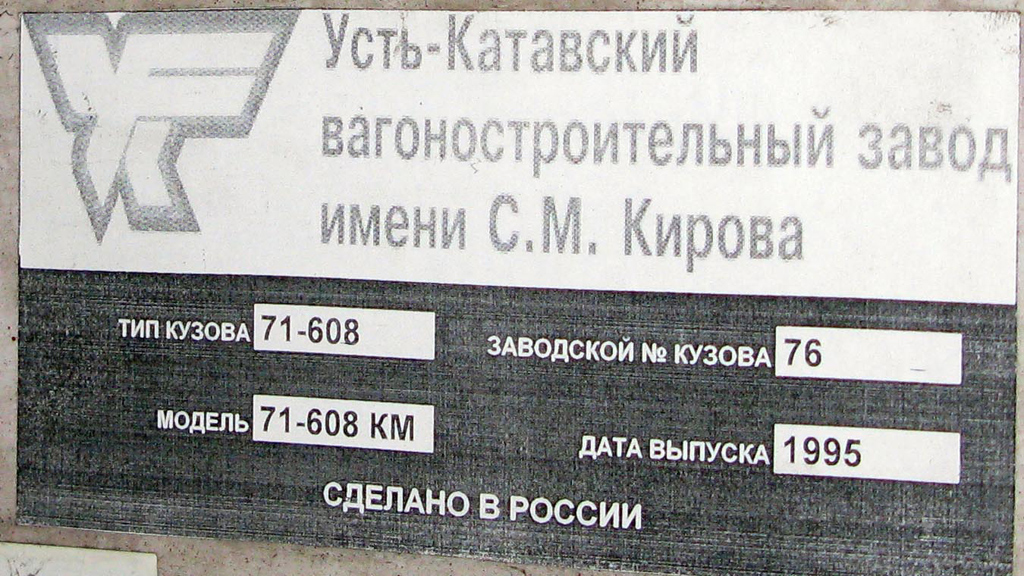 Усть-Катавский
вагоностроительный завод
имени С.М. Кирова
ТИП КУЗОВА 71-608
ЗАВОДСКОЙ № КУЗОВА 76
МОДЕЛЬ 71-608 КМ
ДАТА ВЫПУСКА 1995
СДЕЛАНО В РОССИИ